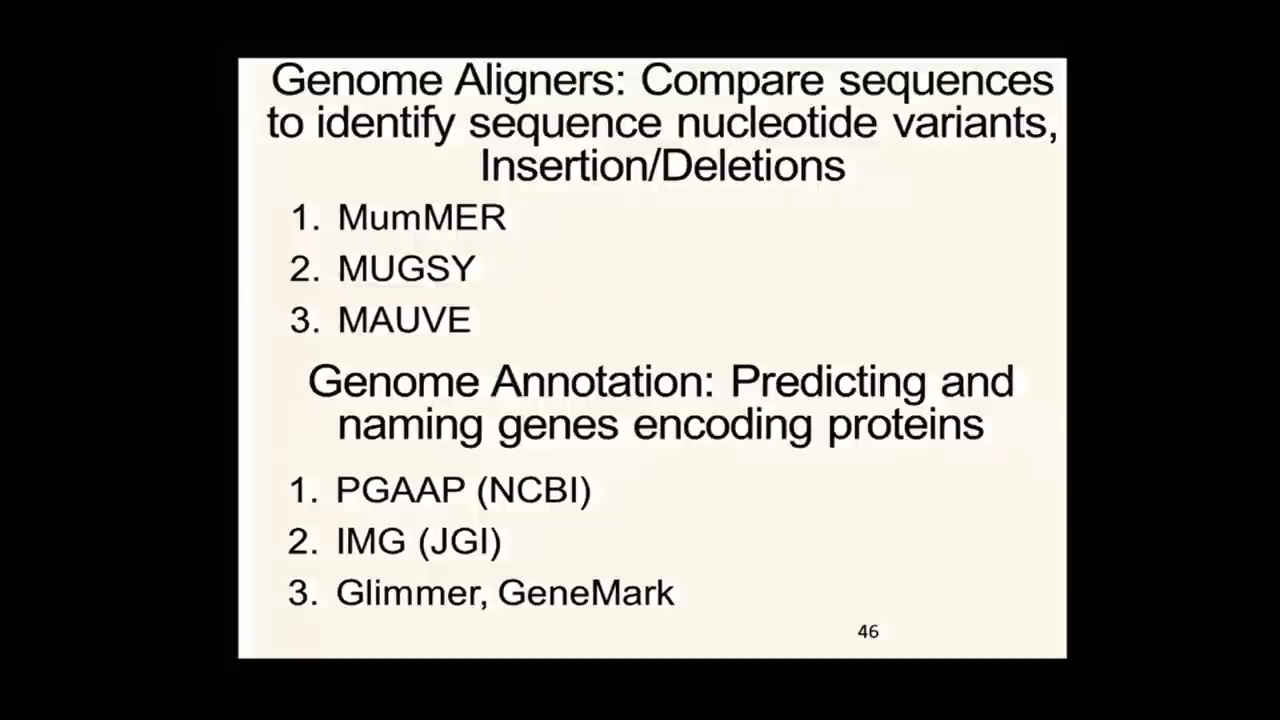 Genome Aligners: Compare sequences
to identify sequence nucleotide variants,
Insertion/Deletions
1. MumMER
2. MUGSY
3. MAUVE
Genome Annotation: Predicting and
naming genes encoding proteins
1. PGAAP (NCBI)
2. IMG (JGI)
3. Glimmer, GeneMark
46